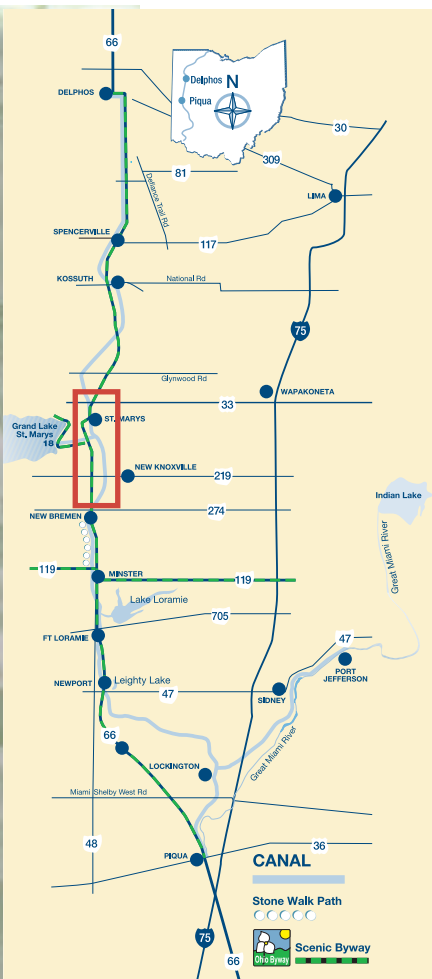 66
Delphos
N
Piqua
DELPHOS
30
309
81
Defiance Trail Rd
LIMA
SPENCERVILLE
117
KOSSUTH
National Rd
75
Glynwood Rd
WAPAKONETA
33
ST. MARYS
Grand Lake
St. Marys
18
NEW KNOXVILLE
219
Indian Lake
274
NEW BREMEN
Great Miami River
119
MINSTER
119
Lake Loramie
705
FT LORAMIE
47
PORT
JEFFERSON
NEWPORT
Leighty Lake
47
SIDNEY
66
Great Miami River
LOCKINGTON
Miami Shelby West Rd
48
36
PIQUA
CANAL
Stone Walk Path
75
Ohio Byway
Scenic Byway
66